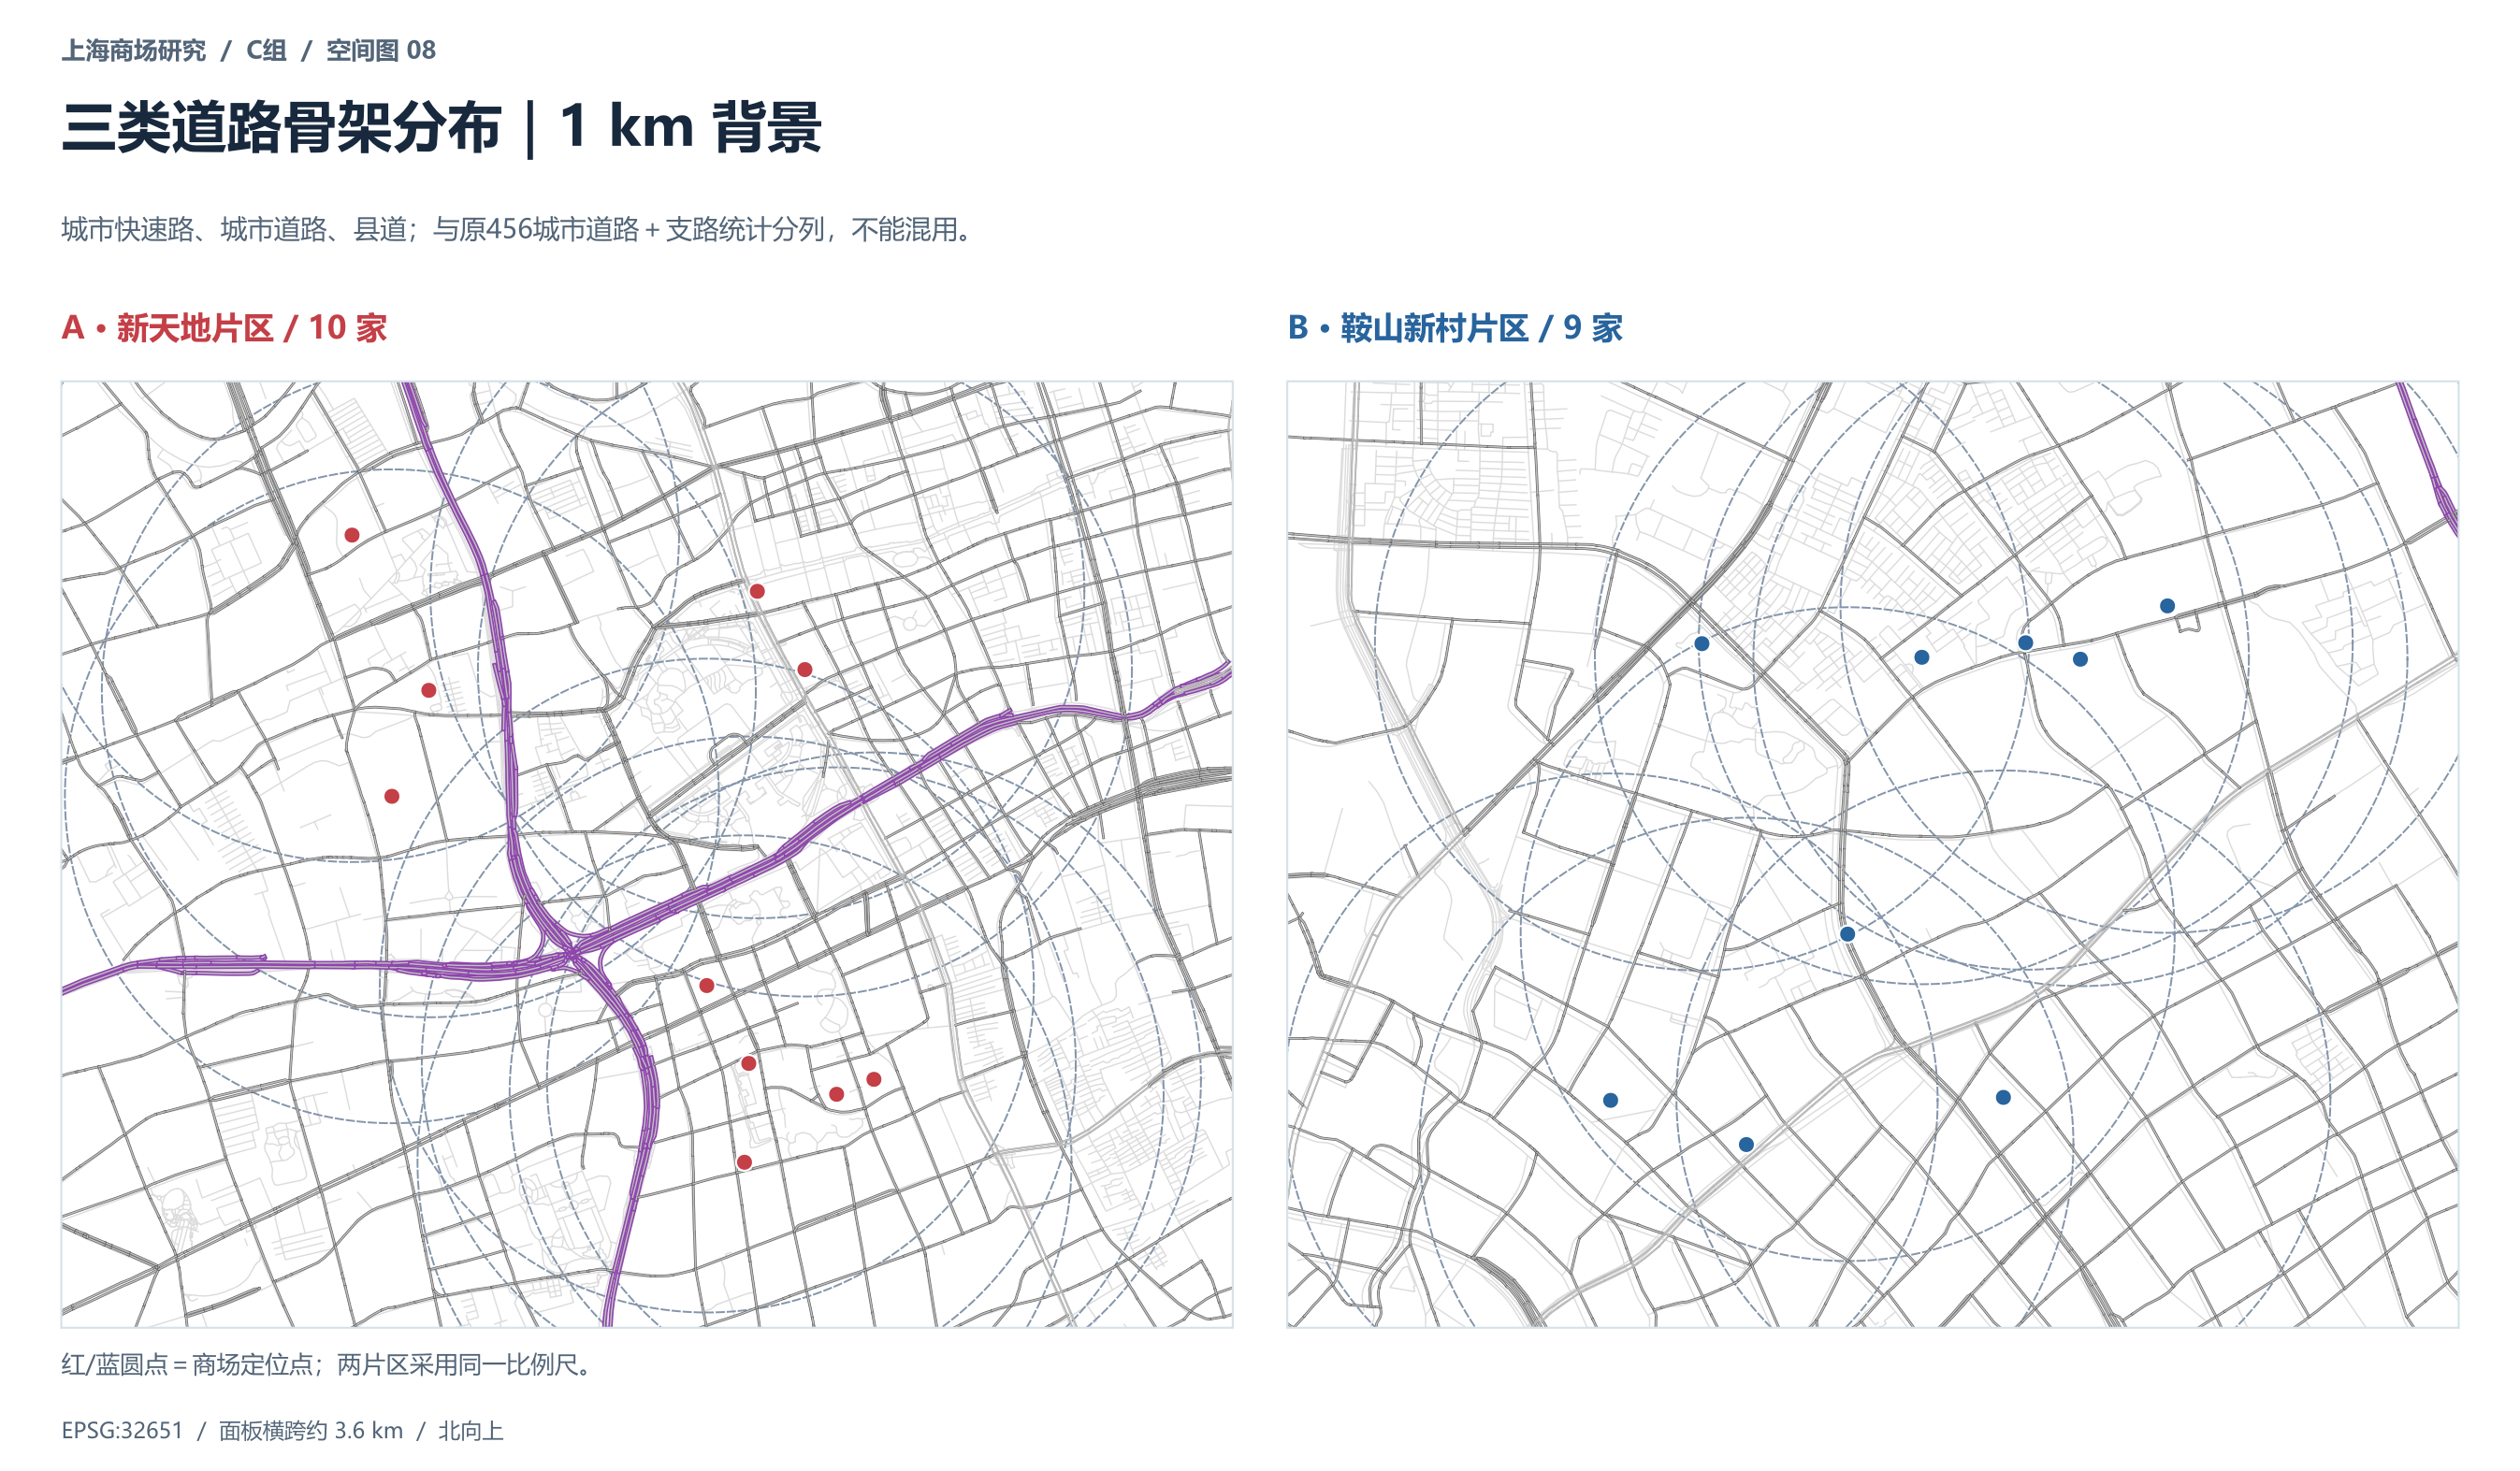 上海商场研究 / C组 / 空间图 08
三类道路骨架分布 | 1 km 背景
城市快速路、城市道路、县道；与原456城市道路＋支路统计分列，不能混用。
A • 新天地片区 / 10 家
B • 鞍山新村片区 / 9 家
红/蓝圆点＝商场定位点；两片区采用同一比例尺。
EPSG:32651 / 面板横跨约 3.6 km / 北向上